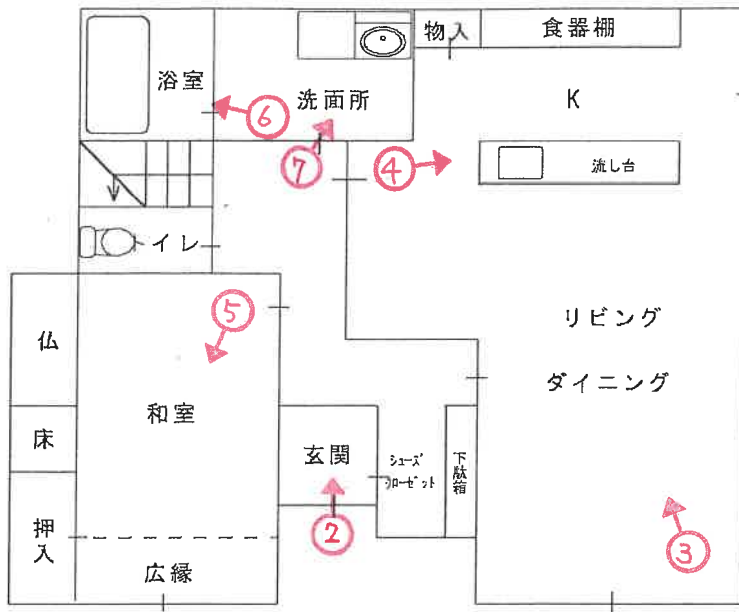 物入
食器棚
浴室
洗面所
K
⑥
⑦
④
流し台
トイレ
⑤
リビング
ダイニング
仏
和室
床
玄関
シューズ
クローゼット
下駄箱
押入
②
③
広縁